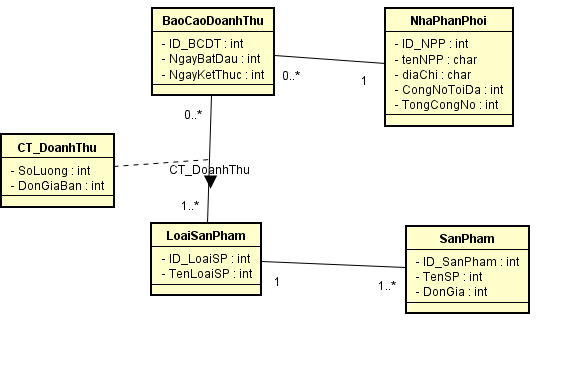 BaoCaoDoanhThu
- ID_BCDT : int
- NgayBatDau : int
- NgayKetThuc : int
NhaPhanPhoi
- ID_NPP : int
- tenNPP : char
- diaChi : char
- CongNoToiDa : int
- TongCongNo : int
0..*
1
0..*
CT_DoanhThu
- SoLuong : int
- DonGiaBan : int
CT_DoanhThu
1..*
LoaiSanPham
- ID_LoaiSP : int
- TenLoaiSP : int
SanPham
- ID_SanPham : int
- TenSP : int
- DonGia : int
1
1..*